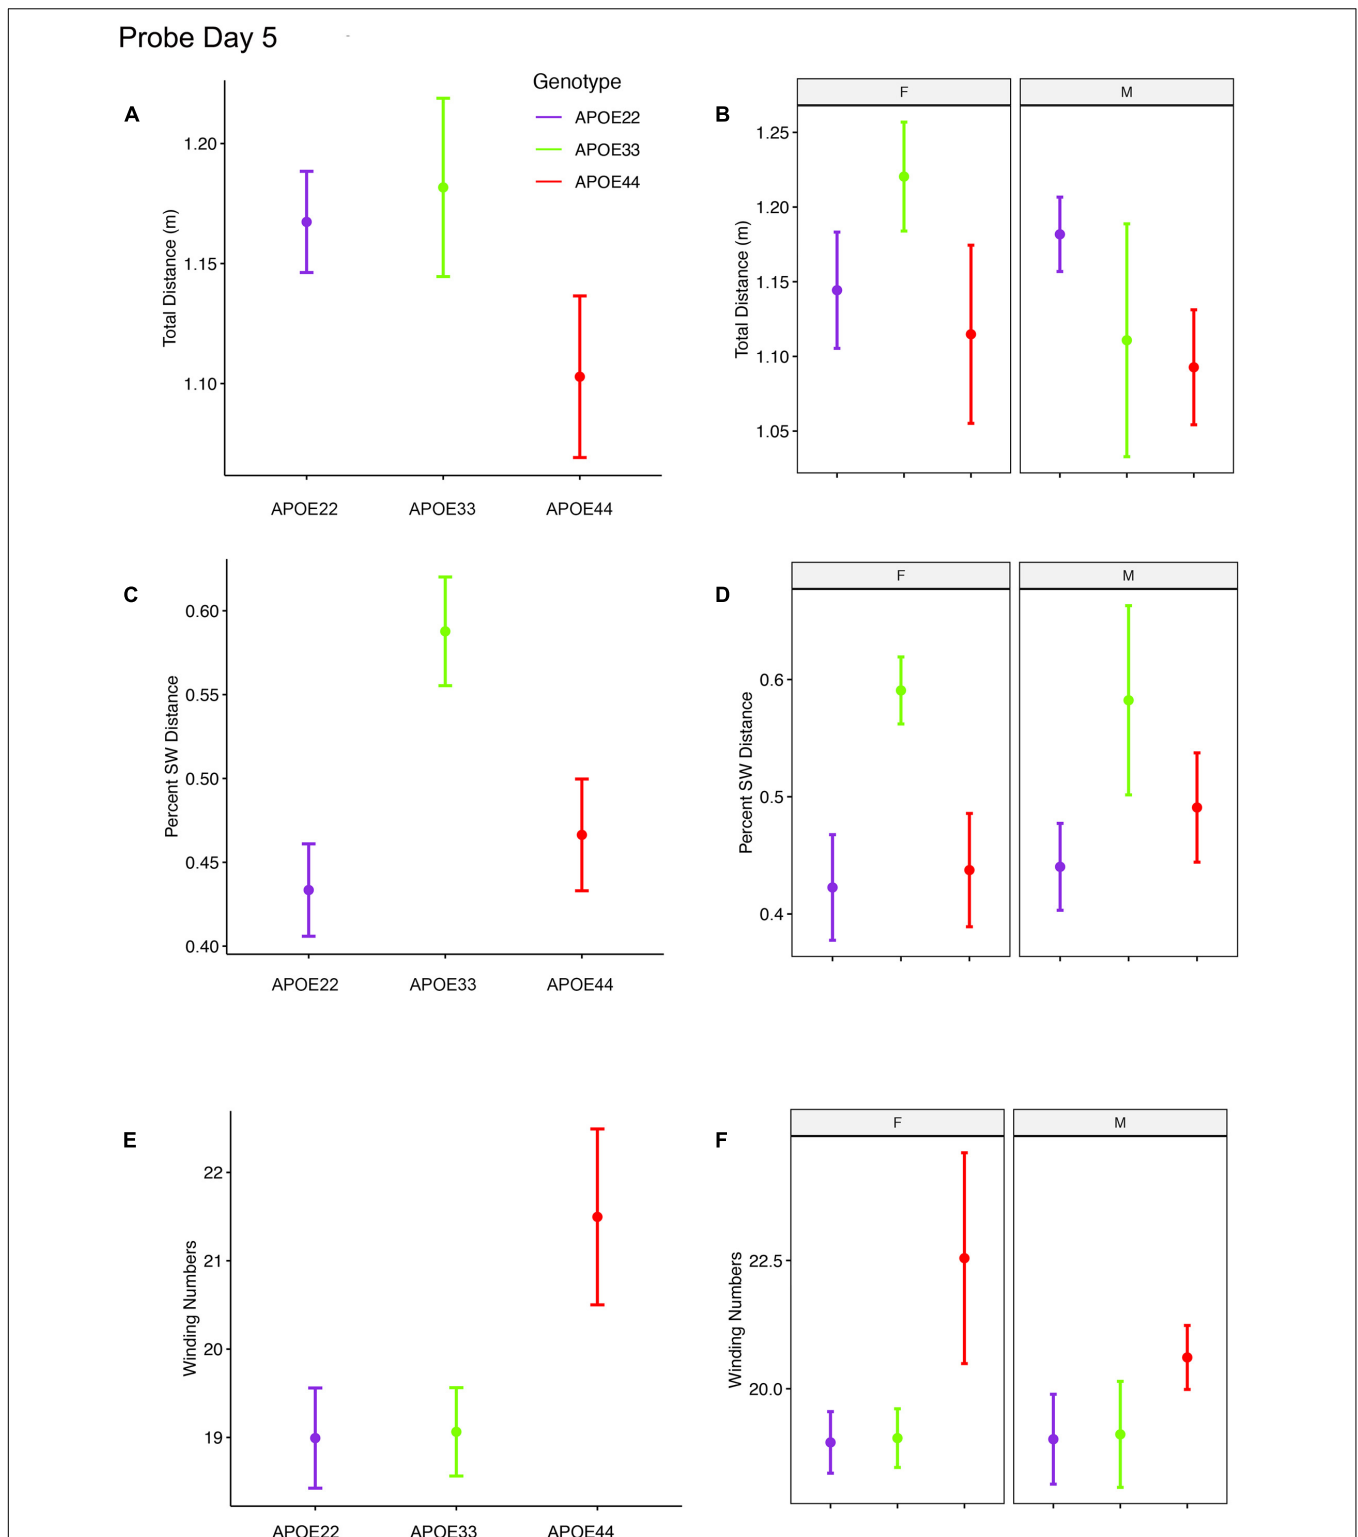 Probe Day 5
A
Genotype
APOE22
APOE33
APOE44
1.20
1.15
1.10
Total Distance (m)
APOE22 APOE33 APOE44
B
F M
1.25
1.20
1.15
1.10
1.05
Total Distance (m)
C
0.60
0.55
0.50
0.45
0.40
Percent SW Distance
APOE22 APOE33 APOE44
D
F M
0.6
0.5
0.4
Percent SW Distance
E
22
21
20
19
Winding Numbers
APOE22 APOE33 APOE44
F
F M
22.5
20.0
Winding Numbers